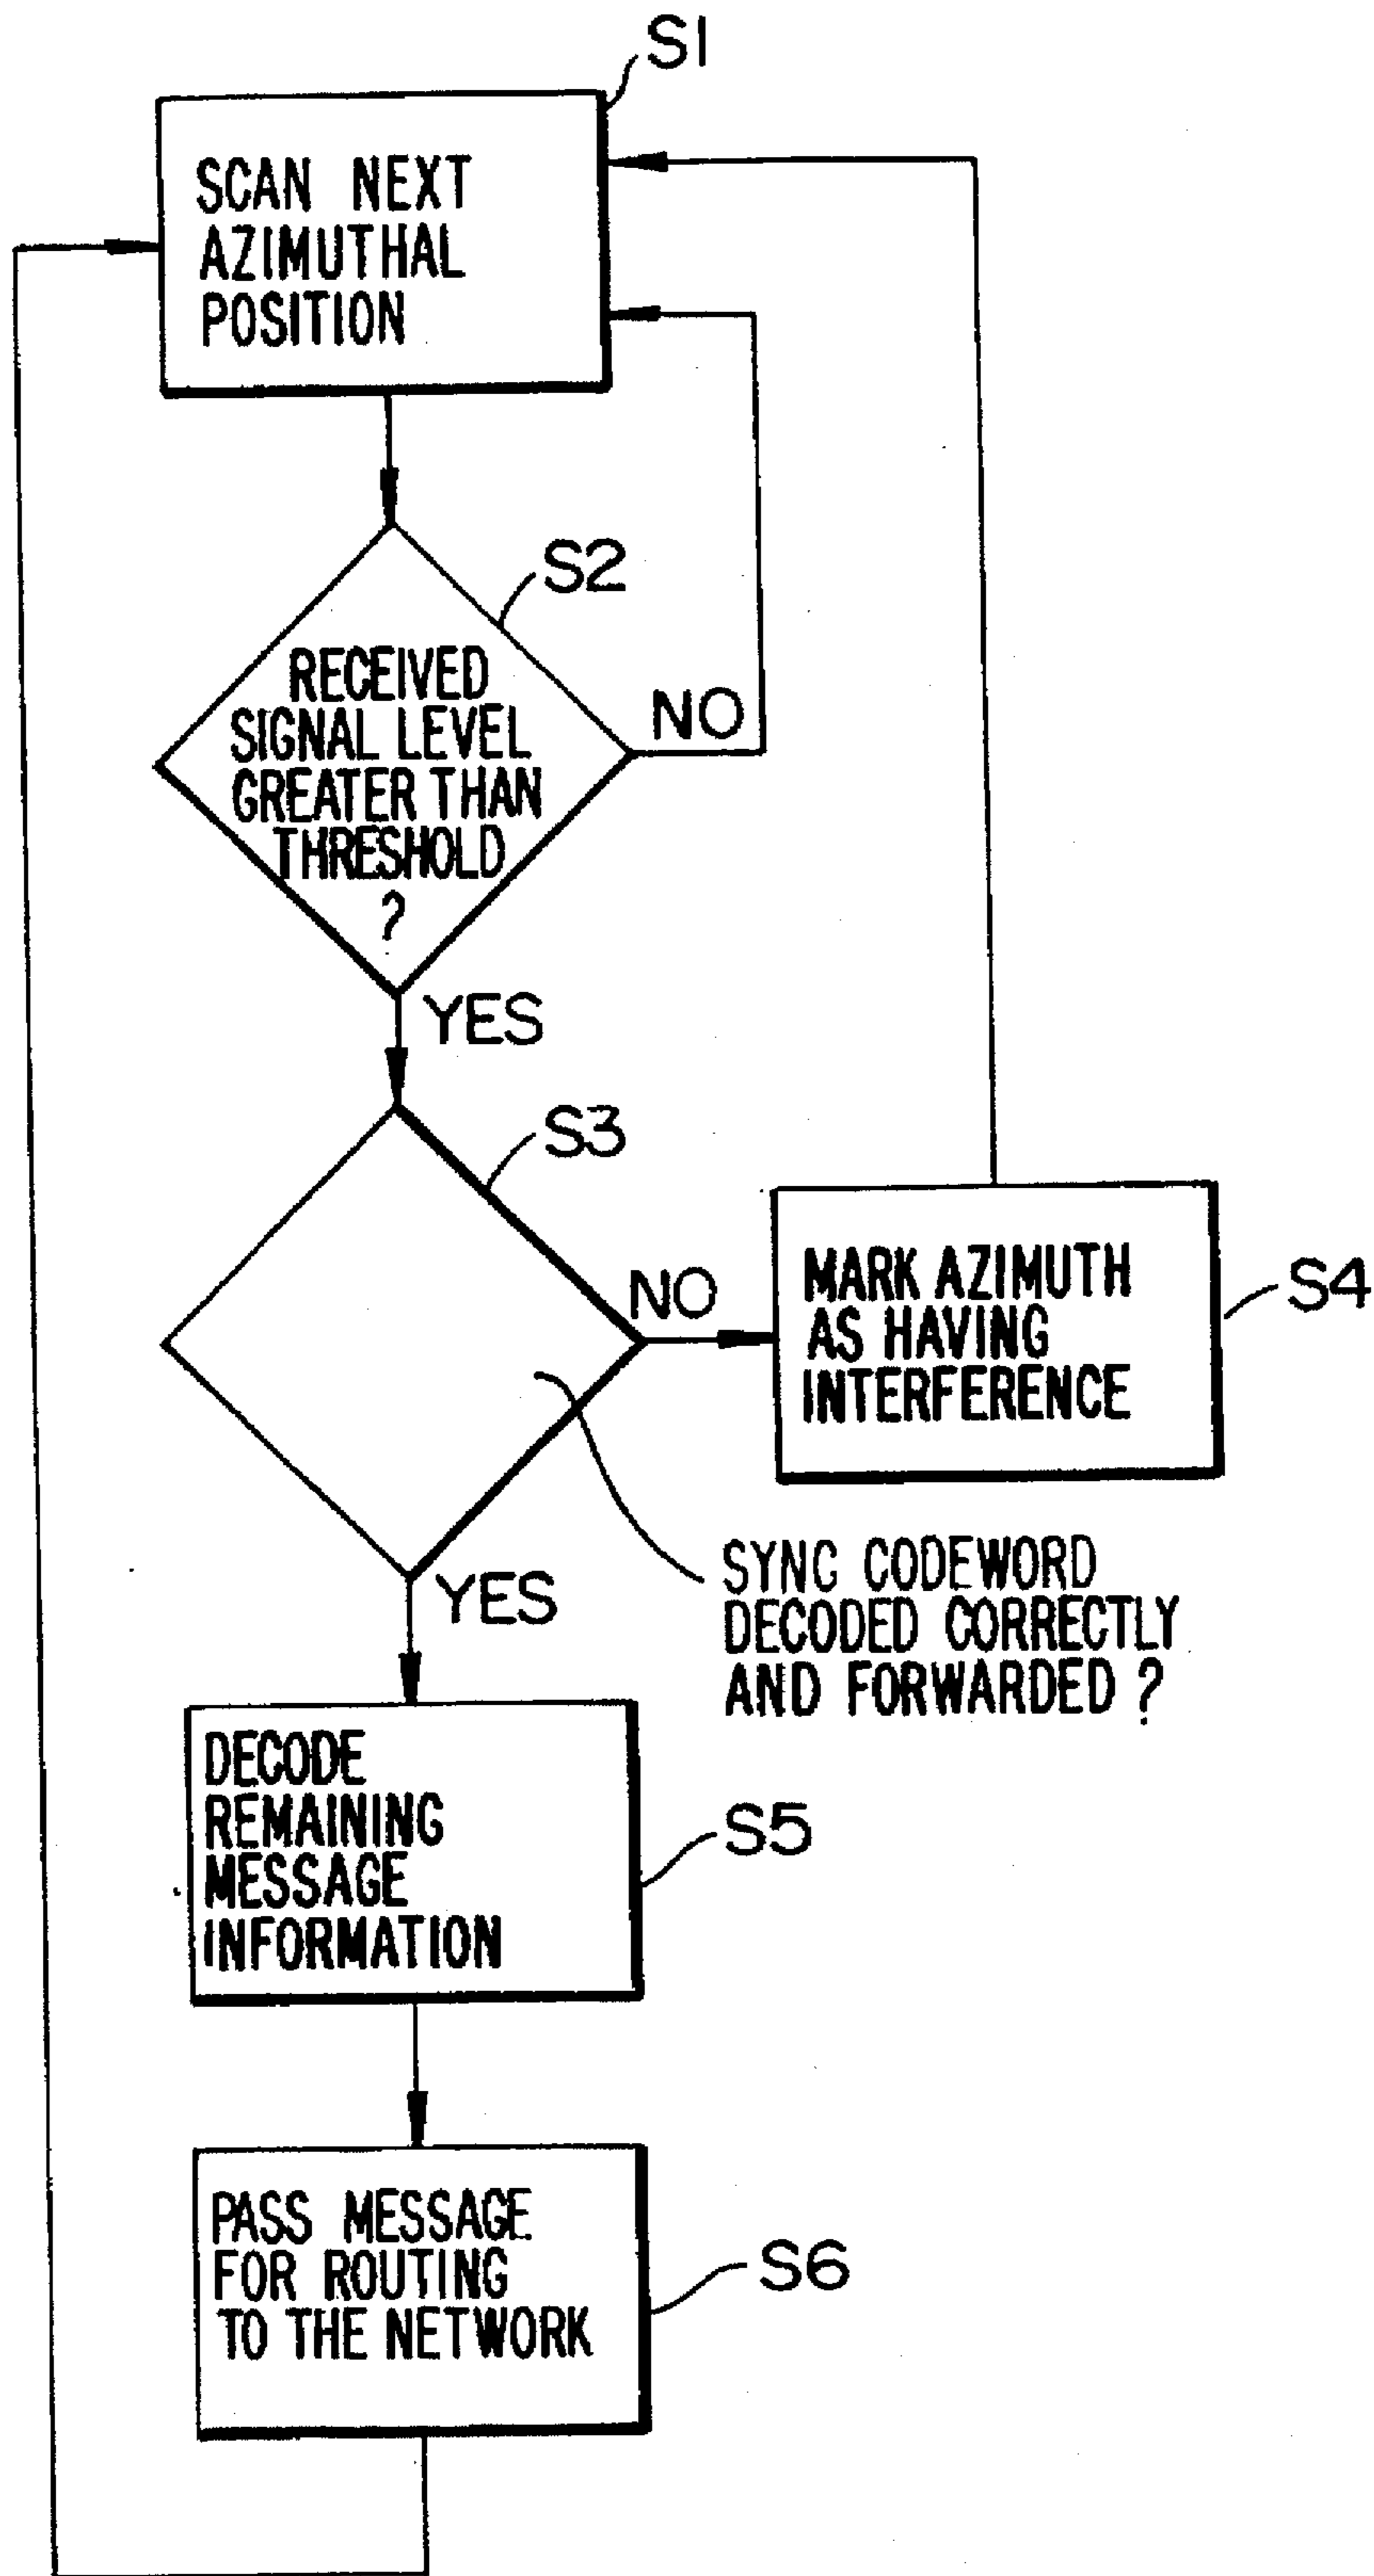 S1
SCAN NEXT
AZIMUTHAL
POSITION
S2
RECEIVED
SIGNAL LEVEL
GREATER THAN
THRESHOLD
?
NO
YES
S3
NO
MARK AZIMUTH
AS HAVING
INTERFERENCE
S4
SYNC CODEWORD
DECODED CORRECTLY
AND FORWARDED ?
YES
DECODE
REMAINING
MESSAGE
INFORMATION
S5
PASS MESSAGE
FOR ROUTING
TO THE NETWORK
S6